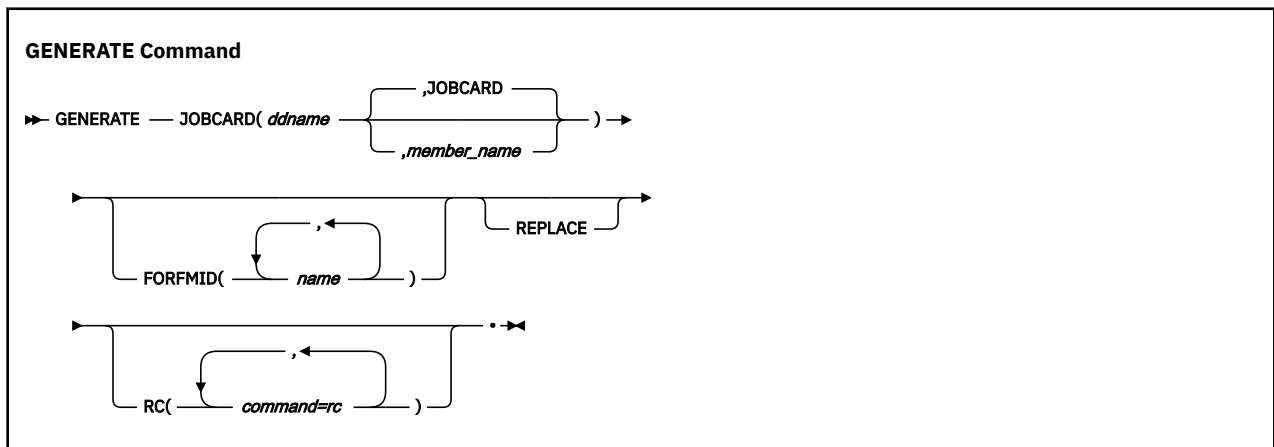 GENERATE Command
,JOBCARD
GENERATE JOBCARD( ddname )
,member_name
,
REPLACE
FORFMID( name )
,
RC( command=rc )